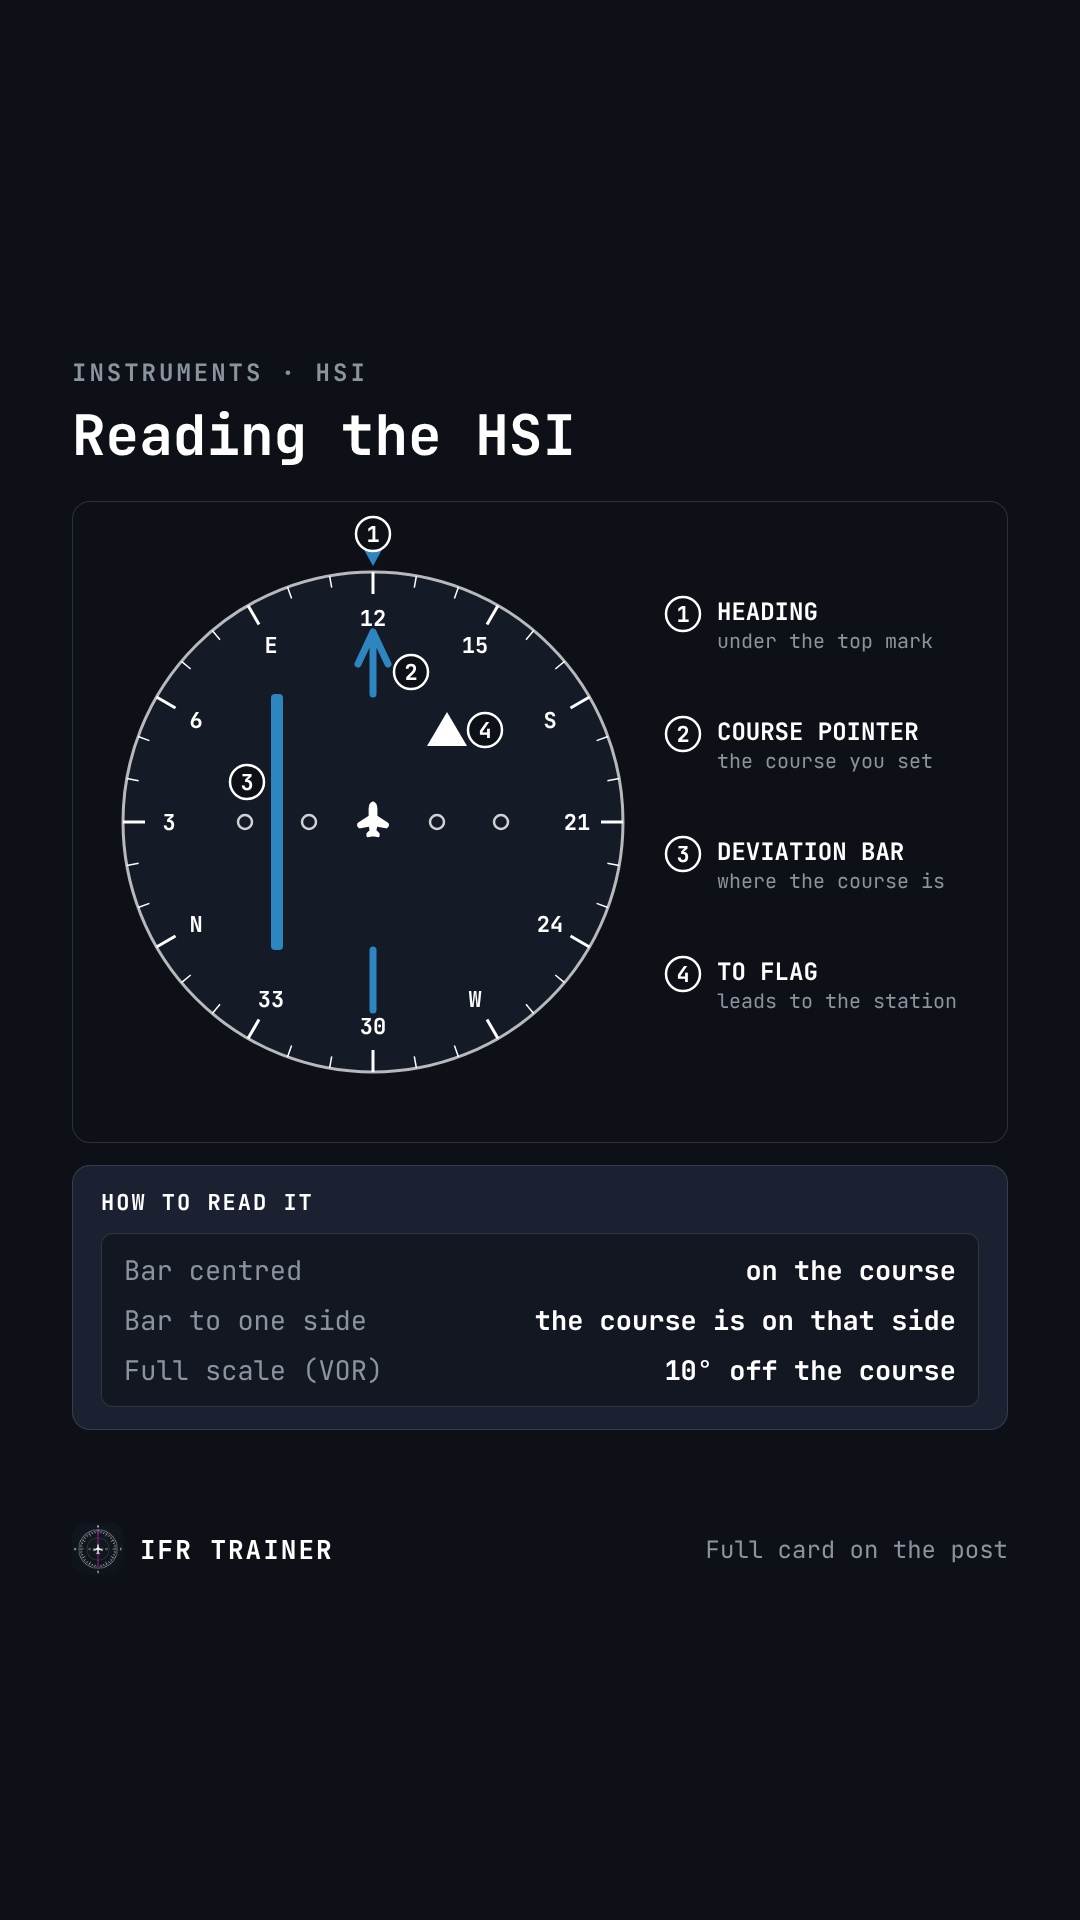 INSTRUMENTS · HSI
Reading the HSI
1
12
E
15
2
6
S
4
3
3
21
N
24
33
W
30
1 HEADING
under the top mark
2 COURSE POINTER
the course you set
3 DEVIATION BAR
where the course is
4 TO FLAG
leads to the station
HOW TO READ IT
Bar centred on the course
Bar to one side the course is on that side
Full scale (VOR) 10° off the course
IFR TRAINER
Full card on the post